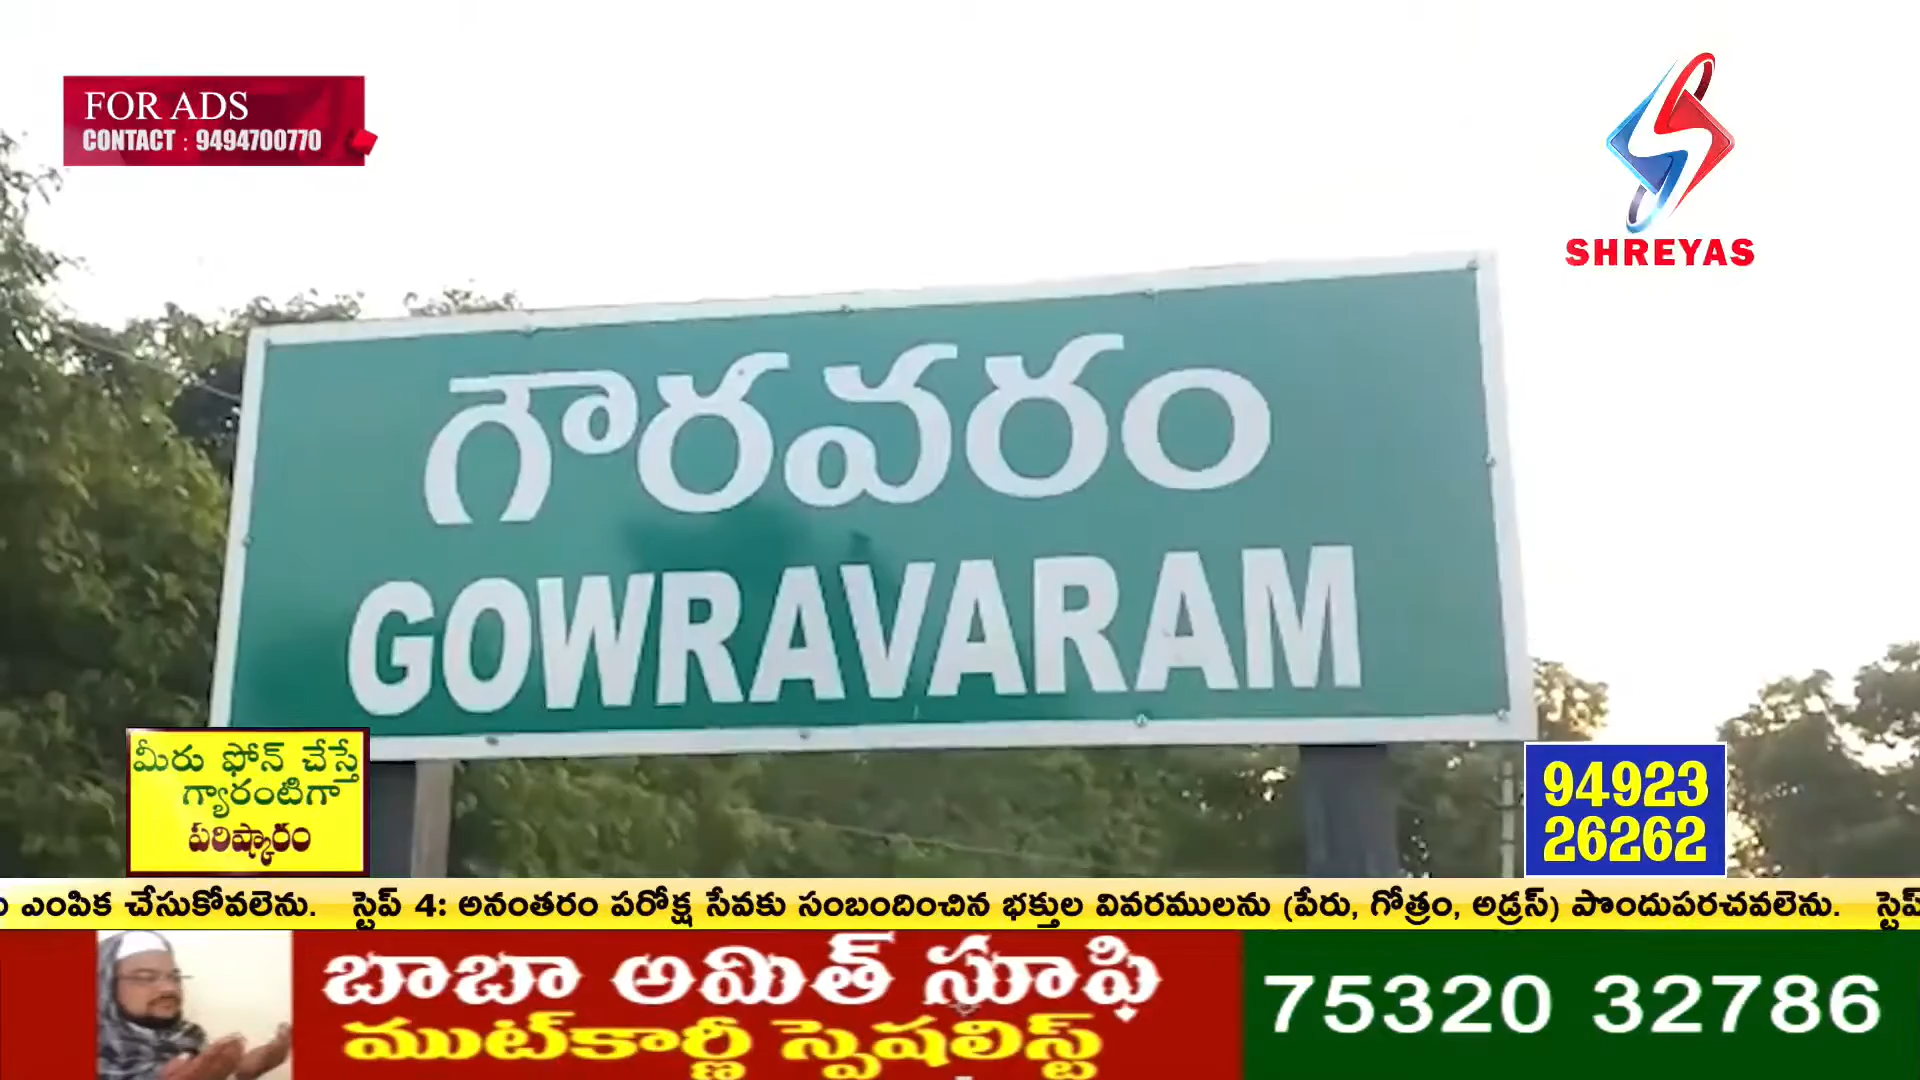 FOR ADS
CONTACT : 9494700770
SHREYAS
గౌరవరం
GOWRAVARAM
మీరు ఫోన్ చేస్తే
గ్యారంటీగా
పరిష్కారం
94923
26262
ఎంపిక చేసుకోవలెను. స్టెప్ 4: అనంతరం పరోక్ష సేవకు సంబందించిన భక్తుల వివరములను (పేరు, గోత్రం, అడ్రస్) పొందుపరచవలెను. స్టెప్
బాబా అమిత్ సూఫి
ముట్‌కార్ణీ స్పెషలిస్ట్
75320 32786